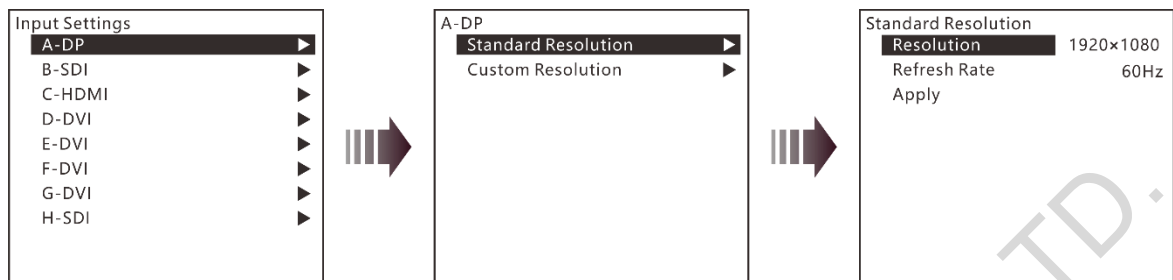 Input Settings
A-DP
B-SDI
C-HDMI
D-DVI
E-DVI
F-DVI
G-DVI
H-SDI
A-DP
Standard Resolution
Custom Resolution
Standard Resolution
Resolution 1920×1080
Refresh Rate 60Hz
Apply
TD.